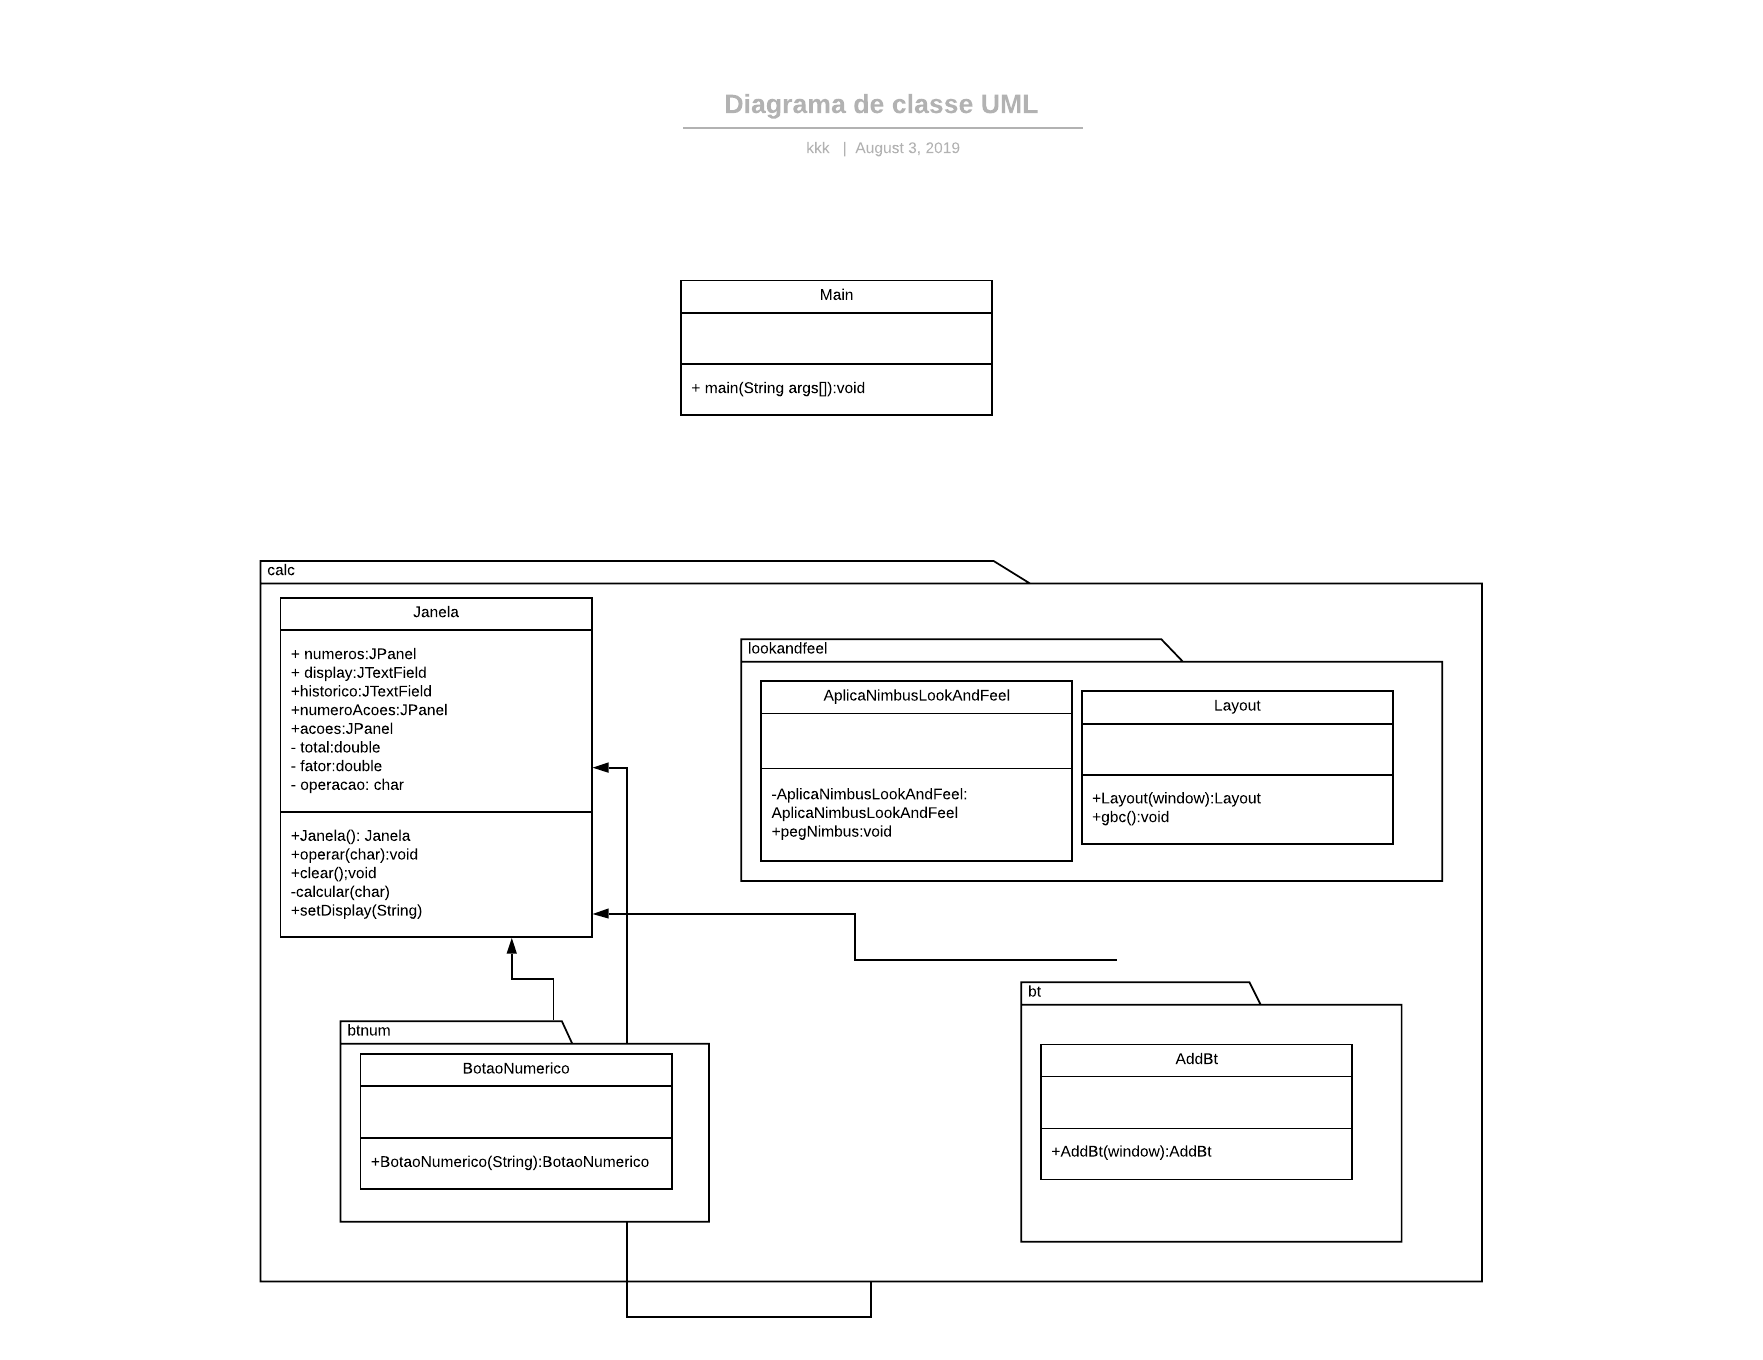 Diagrama de classe UML
kkk | August 3, 2019
Main
+ main(String args[]):void
calc
Janela
+ numeros:JPanel
+ display:JTextField
+historico:JTextField
+numeroAcoes:JPanel
+acoes:JPanel
- total:double
- fator:double
- operacao: char
+Janela(): Janela
+operar(char):void
+clear();void
-calcular(char)
+setDisplay(String)
lookandfeel
AplicaNimbusLookAndFeel
-AplicaNimbusLookAndFeel:
AplicaNimbusLookAndFeel
+pegNimbus:void
Layout
+Layout(window):Layout
+gbc():void
btnum
BotaoNumerico
+BotaoNumerico(String):BotaoNumerico
bt
AddBt
+AddBt(window):AddBt